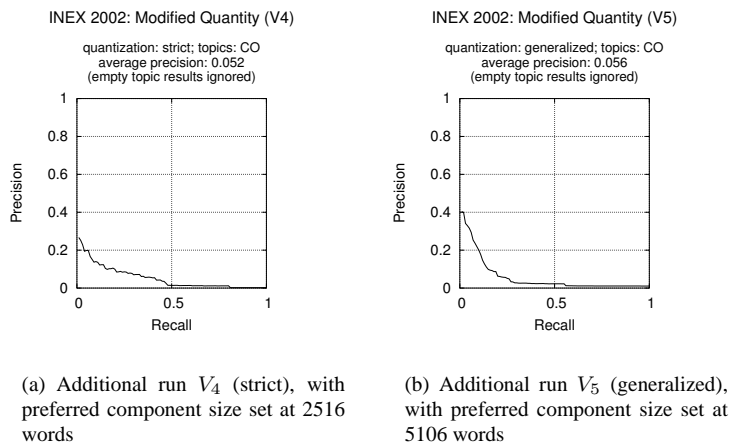 INEX 2002: Modified Quantity (V4)
quantization: strict; topics: CO
average precision: 0.052
(empty topic results ignored)
1
0.8
0.6
0.4
0.2
0
Precision
0
0.5
1
Recall
(a) Additional run V4 (strict), with
preferred component size set at 2516
words
INEX 2002: Modified Quantity (V5)
quantization: generalized; topics: CO
average precision: 0.056
(empty topic results ignored)
1
0.8
0.6
0.4
0.2
0
Precision
0
0.5
1
Recall
(b) Additional run V5 (generalized),
with preferred component size set at
5106 words